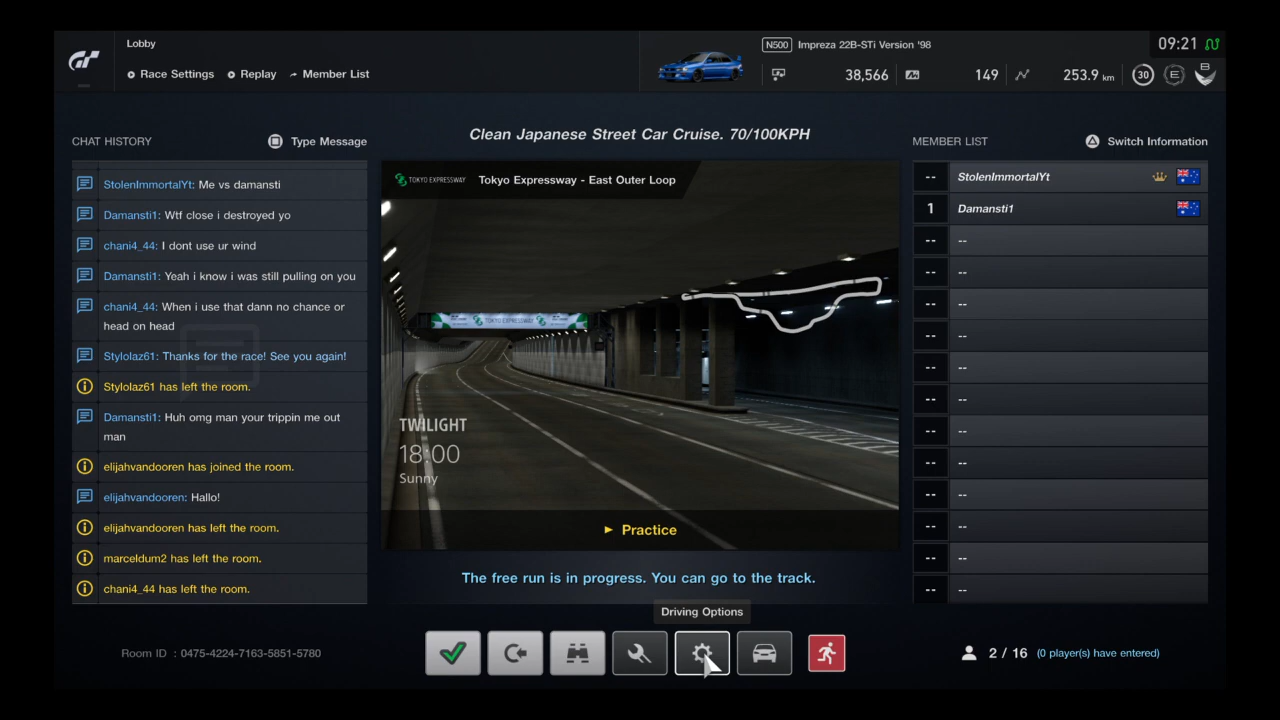 Lobby
Race Settings Replay Member List
N500 Impreza 22B-STi Version '98
38,566 149 253.9 km 30 E B
09:21
CHAT HISTORY Type Message
StolenImmortalYt: Me vs damansti
Damansti1: Wtf close i destroyed yo
chani4_44: I dont use ur wind
Damansti1: Yeah i know i was still pulling on you
chani4_44: When i use that dann no chance or
head on head
Stylolaz61: Thanks for the race! See you again!
Stylolaz61 has left the room.
Damansti1: Huh omg man your trippin me out
man
elijahvandooren has joined the room.
elijahvandooren: Hallo!
elijahvandooren has left the room.
marceldum2 has left the room.
chani4_44 has left the room.
Clean Japanese Street Car Cruise. 70/100KPH
TOKYO EXPRESSWAY Tokyo Expressway - East Outer Loop
TOKYO EXPRESSWAY
TWILIGHT
18:00
Sunny
Practice
The free run is in progress. You can go to the track.
Driving Options
MEMBER LIST Switch Information
-- StolenImmortalYt
1 Damansti1
-- --
-- --
-- --
-- --
-- --
-- --
-- --
-- --
-- --
-- --
-- --
-- --
Room ID : 0475-4224-7163-5851-5780
2 / 16 (0 player(s) have entered)